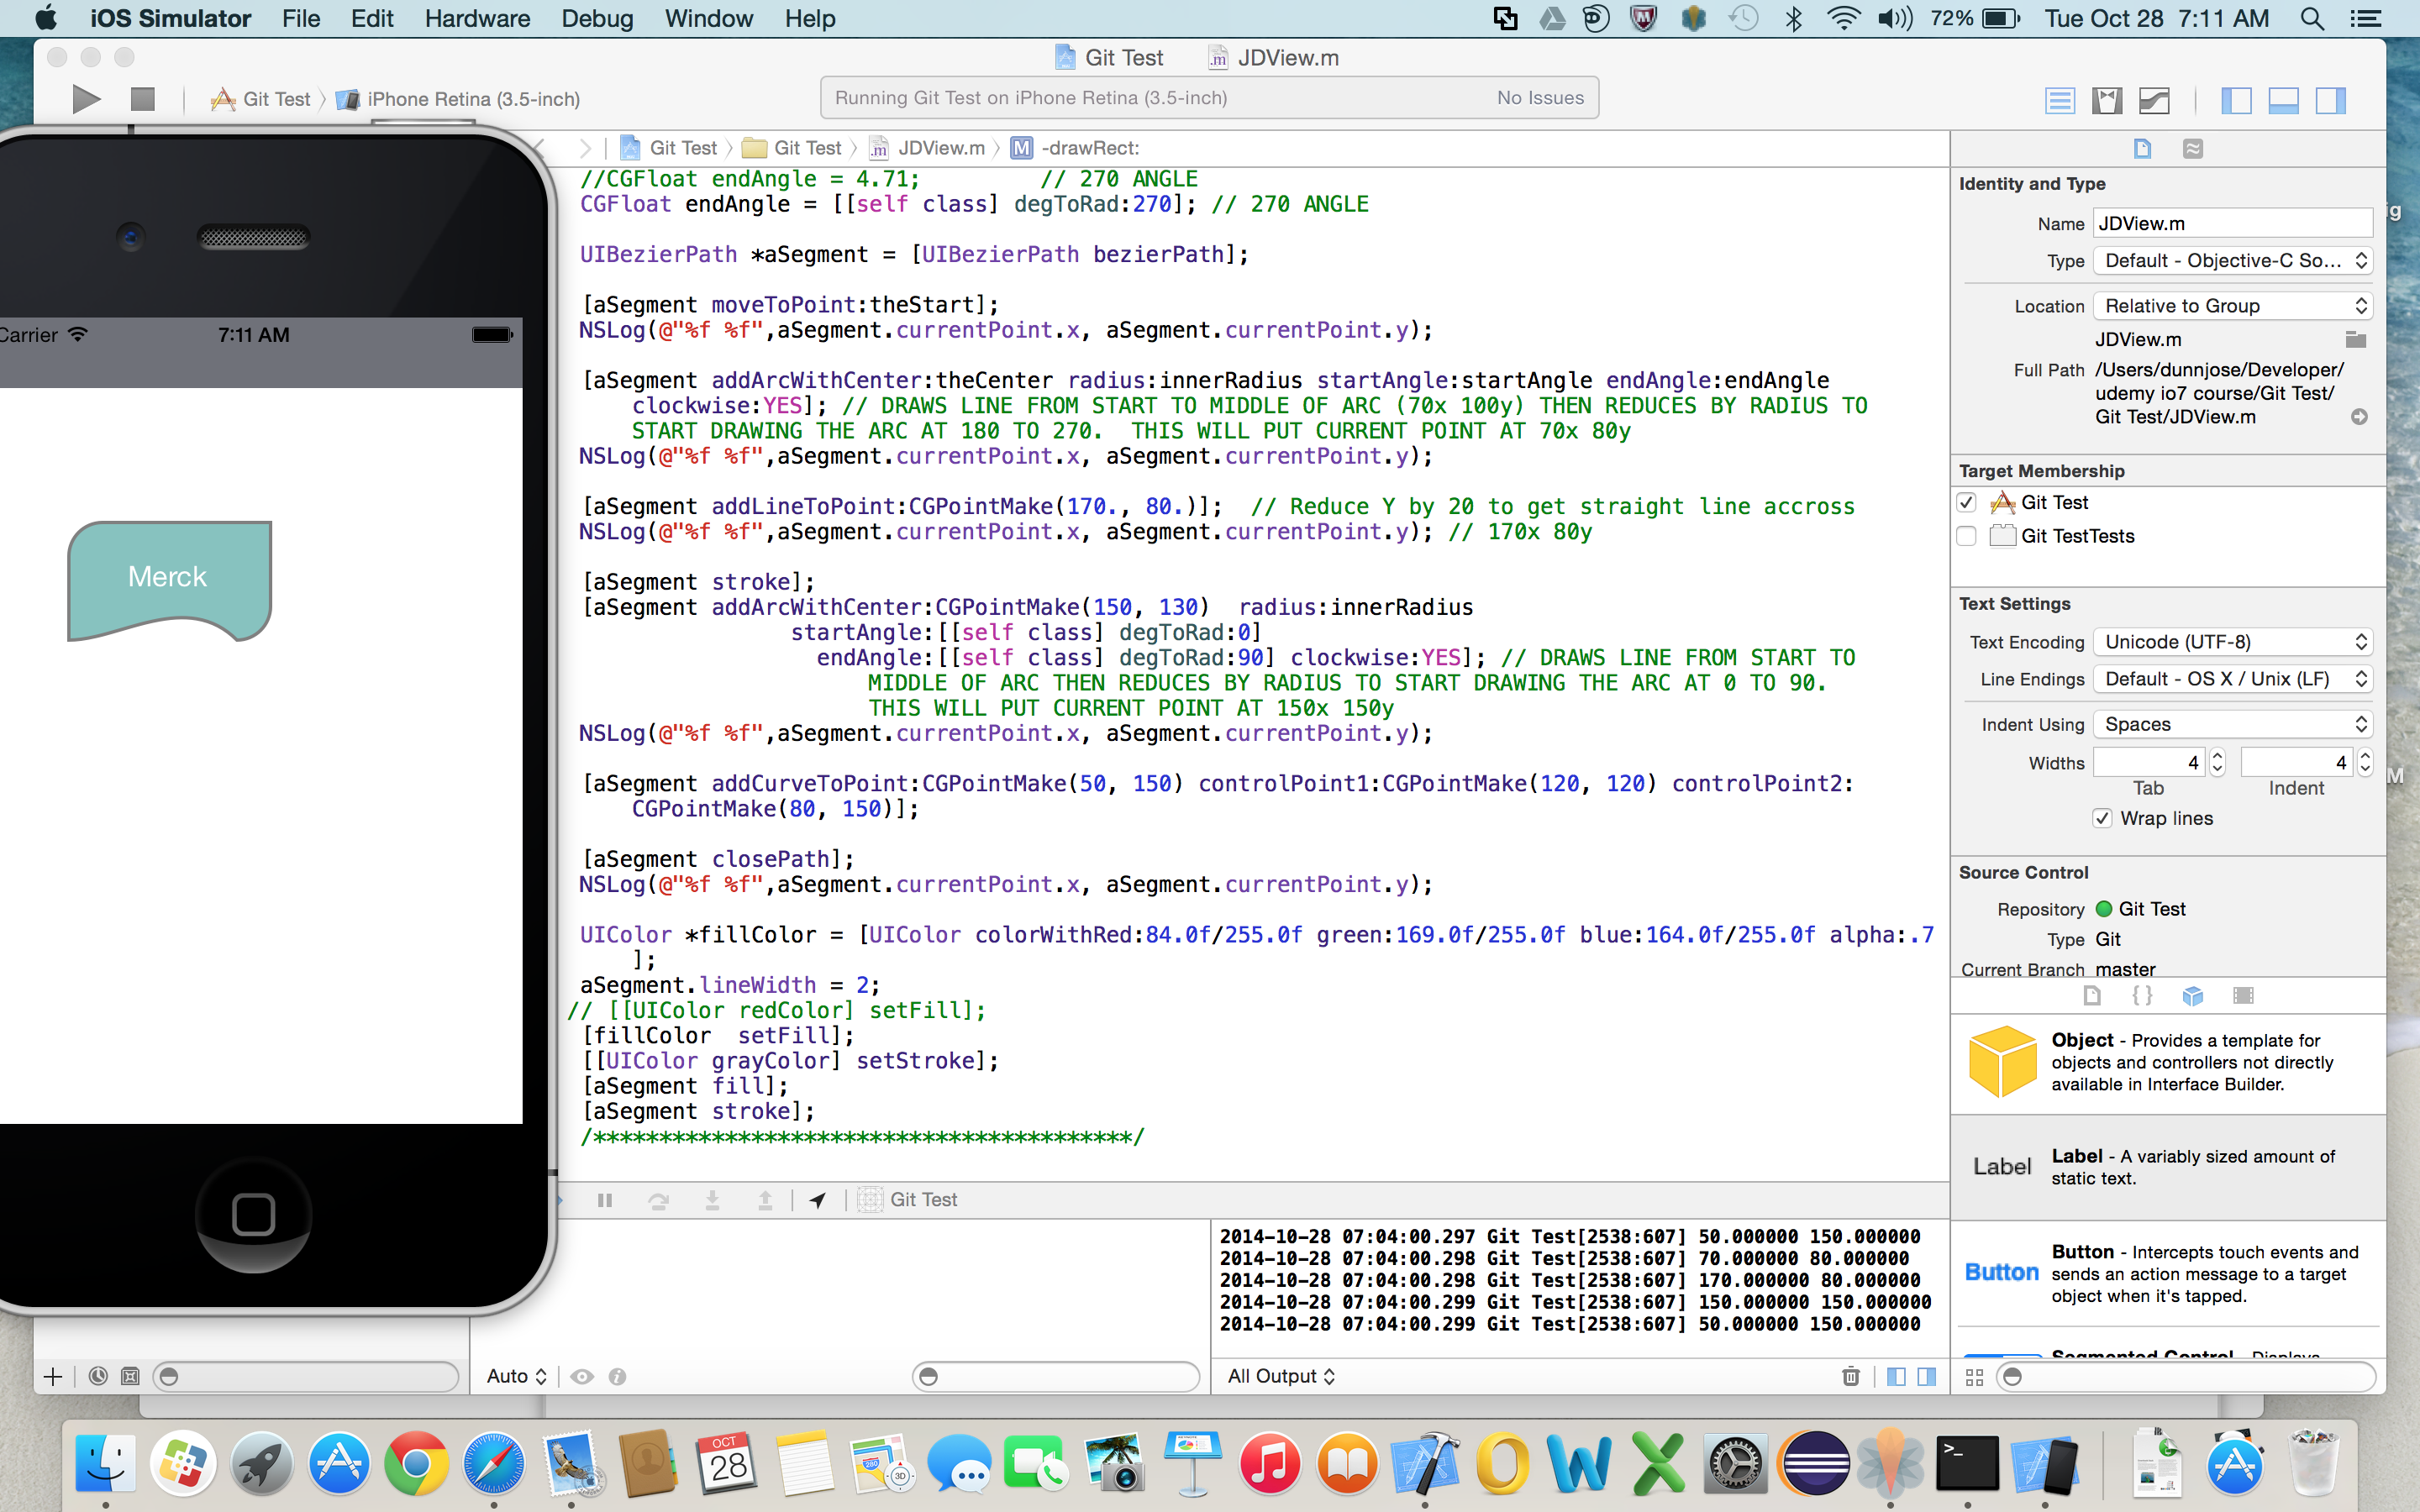 iOS Simulator File Edit Hardware Debug Window Help 72% Tue Oct 28 7:11 AM
Git Test JDView.m
Git Test iPhone Retina (3.5-inch)
Running Git Test on iPhone Retina (3.5-inch) No Issues
Carrier 7:11 AM
Merck
Git Test Git Test JDView.m M -drawRect:
//CGFloat endAngle = 4.71; // 270 ANGLE
CGFloat endAngle = [[self class] degToRad:270]; // 270 ANGLE
UIBezierPath *aSegment = [UIBezierPath bezierPath];
[aSegment moveToPoint:theStart];
NSLog(@"%f %f",aSegment.currentPoint.x, aSegment.currentPoint.y);
[aSegment addArcWithCenter:theCenter radius:innerRadius startAngle:startAngle endAngle:endAngle
clockwise:YES]; // DRAWS LINE FROM START TO MIDDLE OF ARC (70x 100y) THEN REDUCES BY RADIUS TO
START DRAWING THE ARC AT 180 TO 270. THIS WILL PUT CURRENT POINT AT 70x 80y
NSLog(@"%f %f",aSegment.currentPoint.x, aSegment.currentPoint.y);
[aSegment addLineToPoint:CGPointMake(170., 80.)]; // Reduce Y by 20 to get straight line accross
NSLog(@"%f %f",aSegment.currentPoint.x, aSegment.currentPoint.y); // 170x 80y
[aSegment stroke];
[aSegment addArcWithCenter:CGPointMake(150, 130) radius:innerRadius
startAngle:[[self class] degToRad:0]
endAngle:[[self class] degToRad:90] clockwise:YES]; // DRAWS LINE FROM START TO
MIDDLE OF ARC THEN REDUCES BY RADIUS TO START DRAWING THE ARC AT 0 TO 90.
THIS WILL PUT CURRENT POINT AT 150x 150y
NSLog(@"%f %f",aSegment.currentPoint.x, aSegment.currentPoint.y);
[aSegment addCurveToPoint:CGPointMake(50, 150) controlPoint1:CGPointMake(120, 120) controlPoint2:
CGPointMake(80, 150)];
[aSegment closePath];
NSLog(@"%f %f",aSegment.currentPoint.x, aSegment.currentPoint.y);
UIColor *fillColor = [UIColor colorWithRed:84.0f/255.0f green:169.0f/255.0f blue:164.0f/255.0f alpha:.7
];
aSegment.lineWidth = 2;
// [[UIColor redColor] setFill];
[fillColor setFill];
[[UIColor grayColor] setStroke];
[aSegment fill];
[aSegment stroke];
/*****************************************/
Git Test
2014-10-28 07:04:00.297 Git Test[2538:607] 50.000000 150.000000
2014-10-28 07:04:00.298 Git Test[2538:607] 70.000000 80.000000
2014-10-28 07:04:00.298 Git Test[2538:607] 170.000000 80.000000
2014-10-28 07:04:00.299 Git Test[2538:607] 150.000000 150.000000
2014-10-28 07:04:00.299 Git Test[2538:607] 50.000000 150.000000
Auto All Output
Identity and Type
Name JDView.m
Type Default - Objective-C So...
Location Relative to Group
JDView.m
Full Path /Users/dunnjose/Developer/
udemy io7 course/Git Test/
Git Test/JDView.m
Target Membership
Git Test
Git TestTests
Text Settings
Text Encoding Unicode (UTF-8)
Line Endings Default - OS X / Unix (LF)
Indent Using Spaces
Widths 4 4
Tab Indent
Wrap lines
Source Control
Repository Git Test
Type Git
Current Branch master
{ }
Object - Provides a template for
objects and controllers not directly
available in Interface Builder.
Label Label - A variably sized amount of
static text.
Button Button - Intercepts touch events and
sends an action message to a target
object when it's tapped.
Segmented Control - Displays
ig
M
OCT
28
280
3D
>_